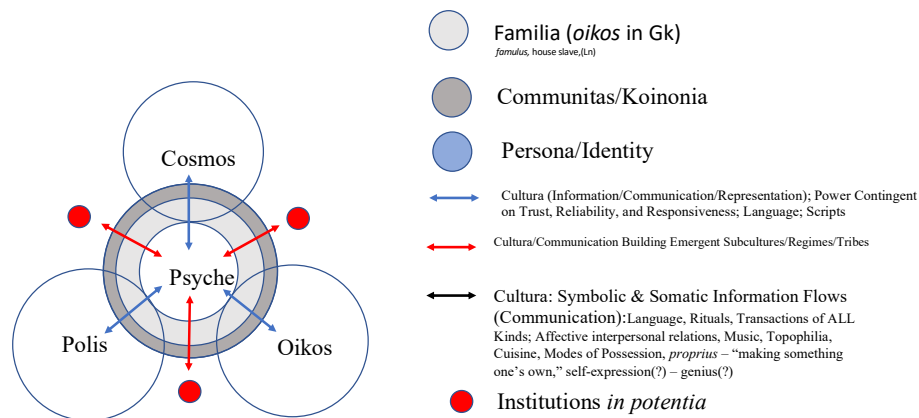 Cosmos
Psyche
Polis
Oikos
Familia (oikos in Gk)
famulus, house slave,(Ln)
Communitas/Koinonia
Persona/Identity
Cultura (Information/Communication/Representation); Power Contingent
on Trust, Reliability, and Responsiveness; Language; Scripts
Cultura/Communication Building Emergent Subcultures/Regimes/Tribes
Cultura: Symbolic & Somatic Information Flows
(Communication):Language, Rituals, Transactions of ALL
Kinds; Affective interpersonal relations, Music, Topophilia,
Cuisine, Modes of Possession, proprius – “making something
one's own,” self-expression(?) – genius(?)
Institutions in potentia